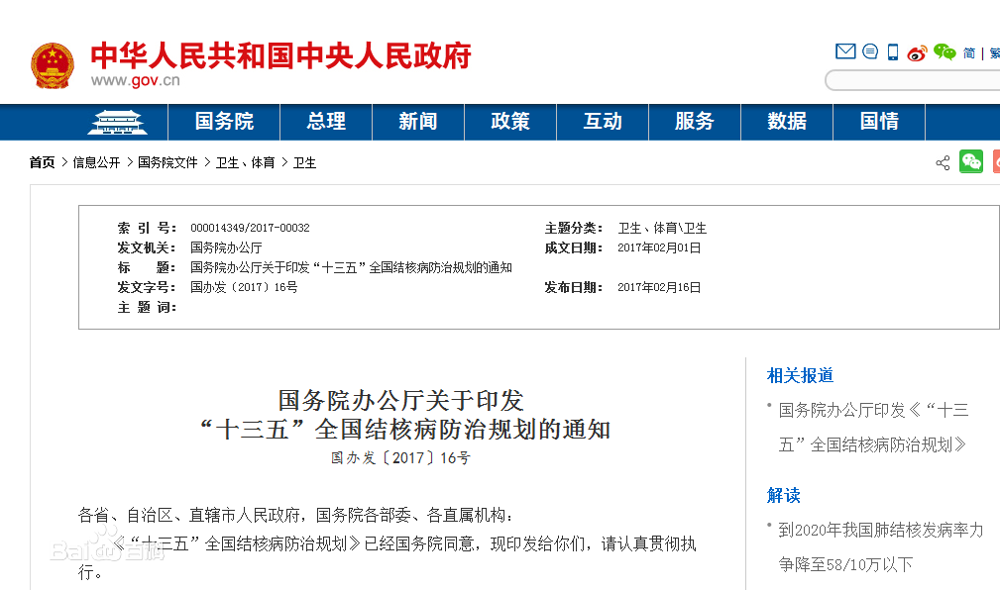 中华人民共和国中央人民政府
www.gov.cn
简 | 繁
国务院 总理 新闻 政策 互动 服务 数据 国情
首页 > 信息公开 > 国务院文件 > 卫生、体育 > 卫生
索 引 号: 000014349/2017-00032 主题分类: 卫生、体育\卫生
发文机关: 国务院办公厅 成文日期: 2017年02月01日
标 题: 国务院办公厅关于印发“十三五”全国结核病防治规划的通知
发文字号: 国办发〔2017〕16号 发布日期: 2017年02月16日
主 题 词:
国务院办公厅关于印发
“十三五”全国结核病防治规划的通知
国办发〔2017〕16号
各省、自治区、直辖市人民政府，国务院各部委、各直属机构：
《“十三五”全国结核病防治规划》已经国务院同意，现印发给你们，请认真贯彻执
行。
Bai百科
相关报道
国务院办公厅印发《“十三
五”全国结核病防治规划》
解读
到2020年我国肺结核发病率力
争降至58/10万以下